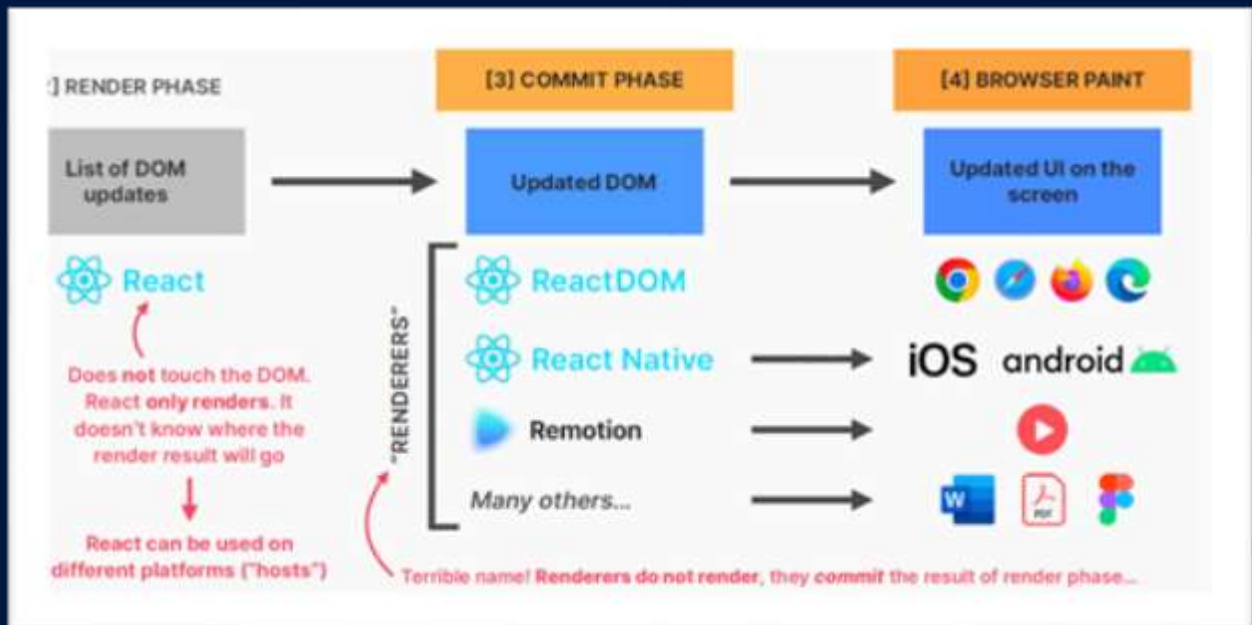 ] RENDER PHASE
[3] COMMIT PHASE
[4] BROWSER PAINT
List of DOM
updates
Updated DOM
Updated UI on the
screen
React
Does not touch the DOM.
React only renders. It
doesn't know where the
render result will go
React can be used on
different platforms ("hosts")
"RENDERERS"
ReactDOM
React Native
Remotion
Many others...
iOS
android
W
PDF
Terrible name! Renderers do not render, they commit the result of render phase...